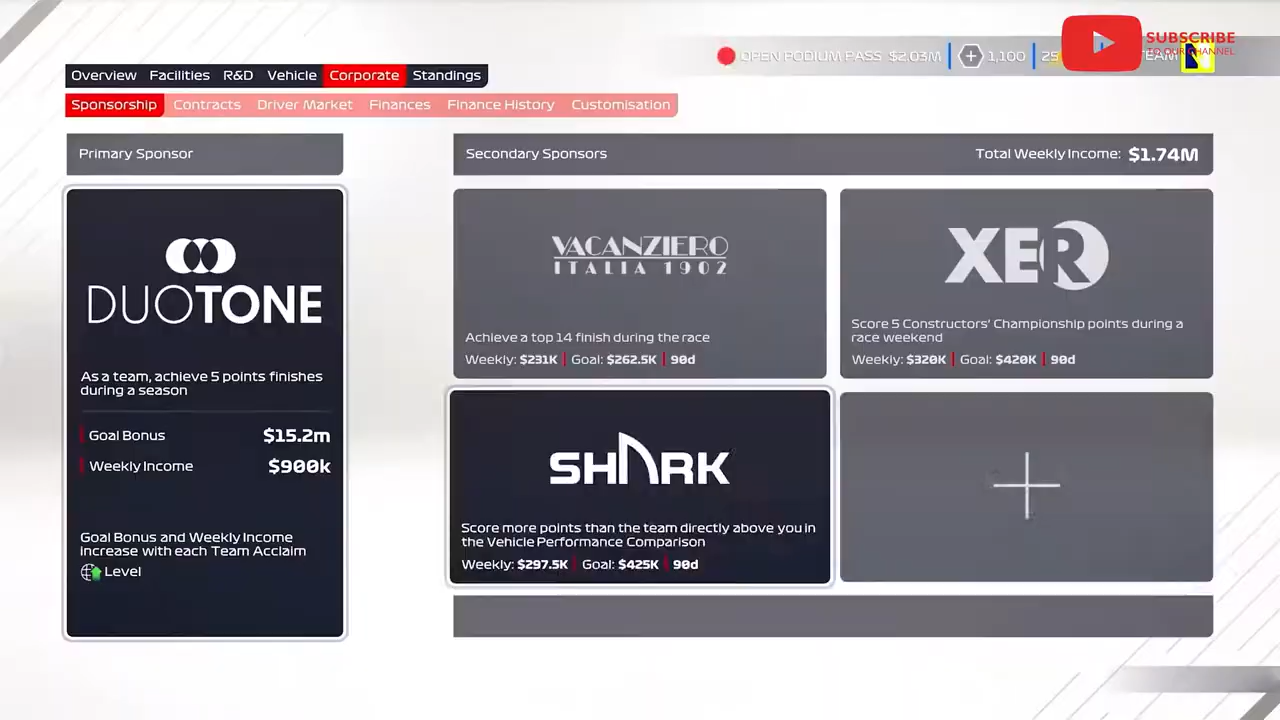 OPEN PODIUM PASS $2.03M 1,100
SUBSCRIBE
TO OUR CHANNEL
Overview Facilities R&D Vehicle Corporate Standings
Sponsorship Contracts Driver Market Finances Finance History Customisation
Primary Sponsor
DUOTONE
As a team, achieve 5 points finishes
during a season
Goal Bonus $15.2m
Weekly Income $900k
Goal Bonus and Weekly Income
increase with each Team Acclaim
Level
Secondary Sponsors Total Weekly Income: $1.74M
VACANZIERO
ITALIA 1902
Achieve a top 14 finish during the race
Weekly: $231K Goal: $262.5K 90d
XER
Score 5 Constructors' Championship points during a
race weekend
Weekly: $320K Goal: $420K 90d
SHARK
Score more points than the team directly above you in
the Vehicle Performance Comparison
Weekly: $297.5K Goal: $425K 90d